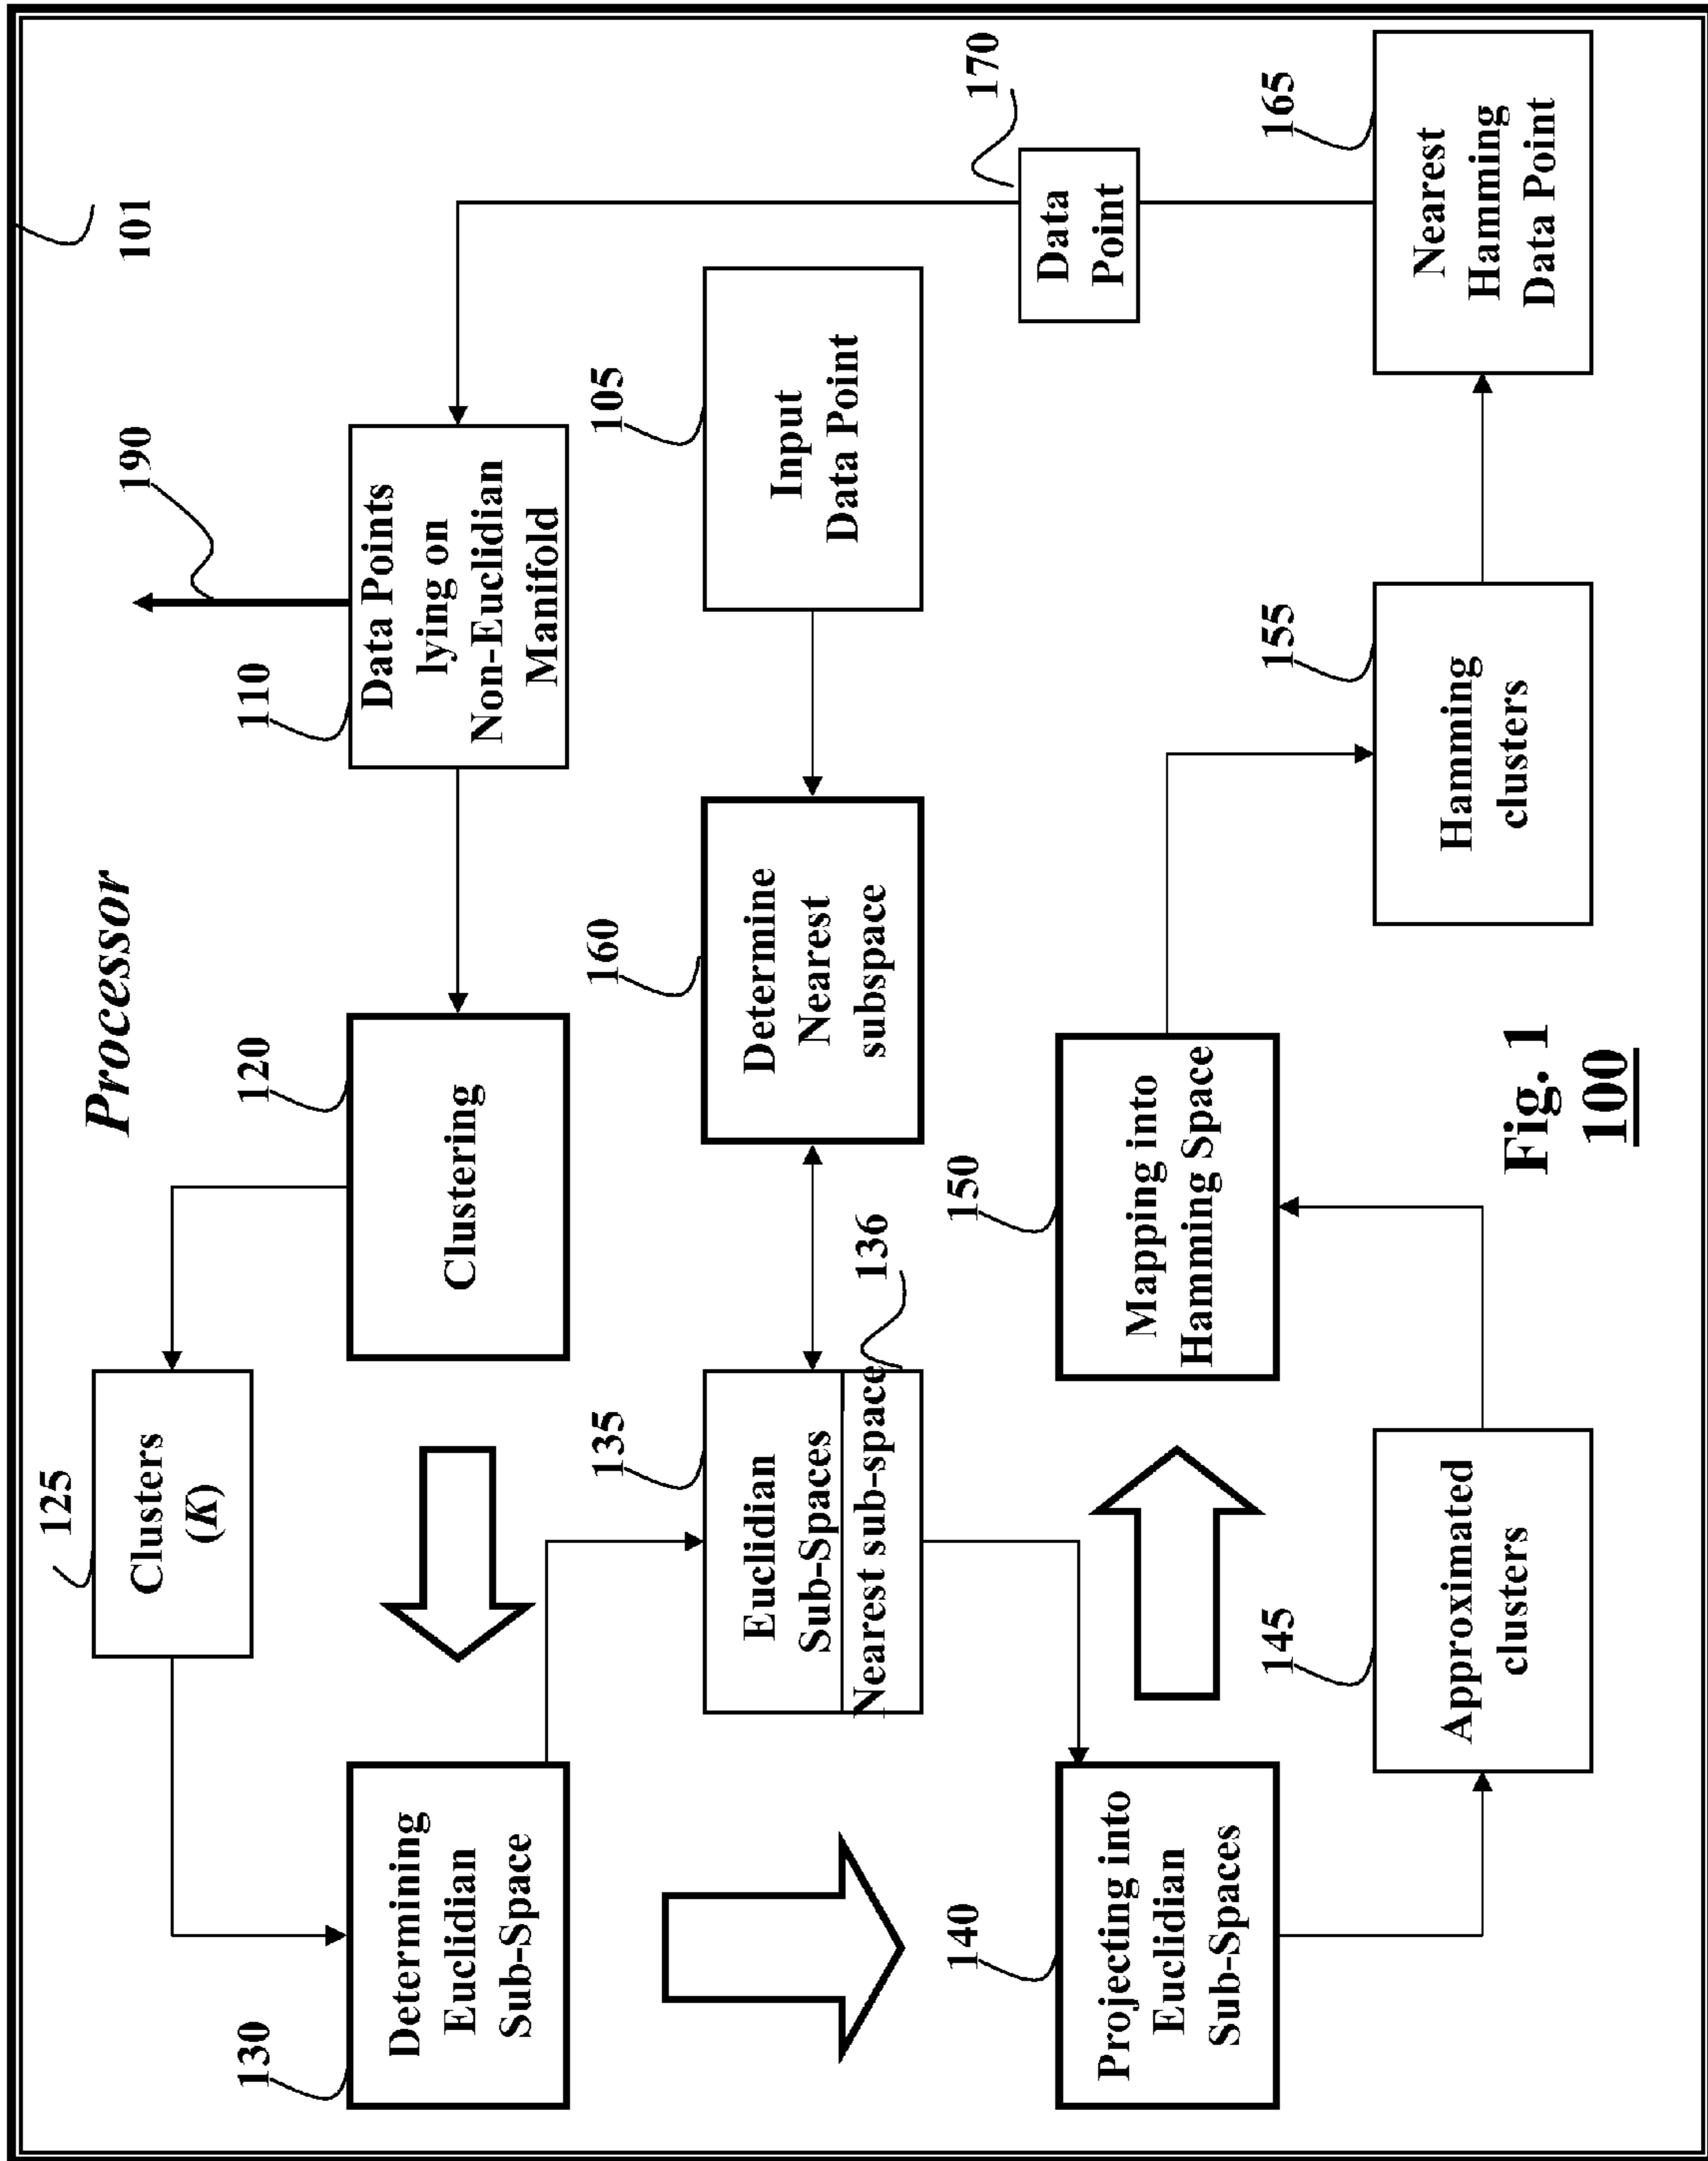 Processor
101
125
Clusters
(K)
130
120
110
190
Determining
Euclidian
Sub-Space
Clustering
Data Points
lying on
Non-Euclidian
Manifold
135
160
105
Euclidian
Sub-Spaces
Nearest sub-space
136
Determine
Nearest
subspace
Input
Data Point
170
Data
Point
140
150
Projecting into
Euclidian
Sub-Spaces
Mapping into
Hamming Space
145
155
165
Approximated
clusters
Hamming
clusters
Nearest
Hamming
Data Point
Fig. 1
100